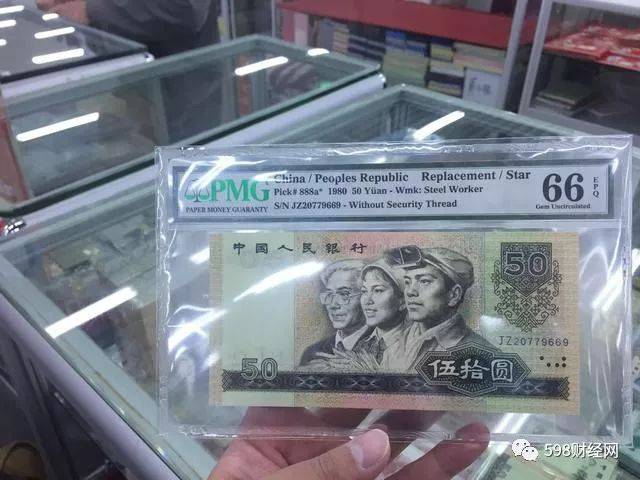 PMG
PAPER MONEY GUARANTY
China / Peoples Republic Replacement / Star
Pick# 888a* 1980 50 Yüan - Wmk: Steel Worker
S/N JZ20779669 - Without Security Thread
66 EPQ
Gem Uncirculated
中国人民银行
50
JZ20779669
50
伍拾圆
598财经网